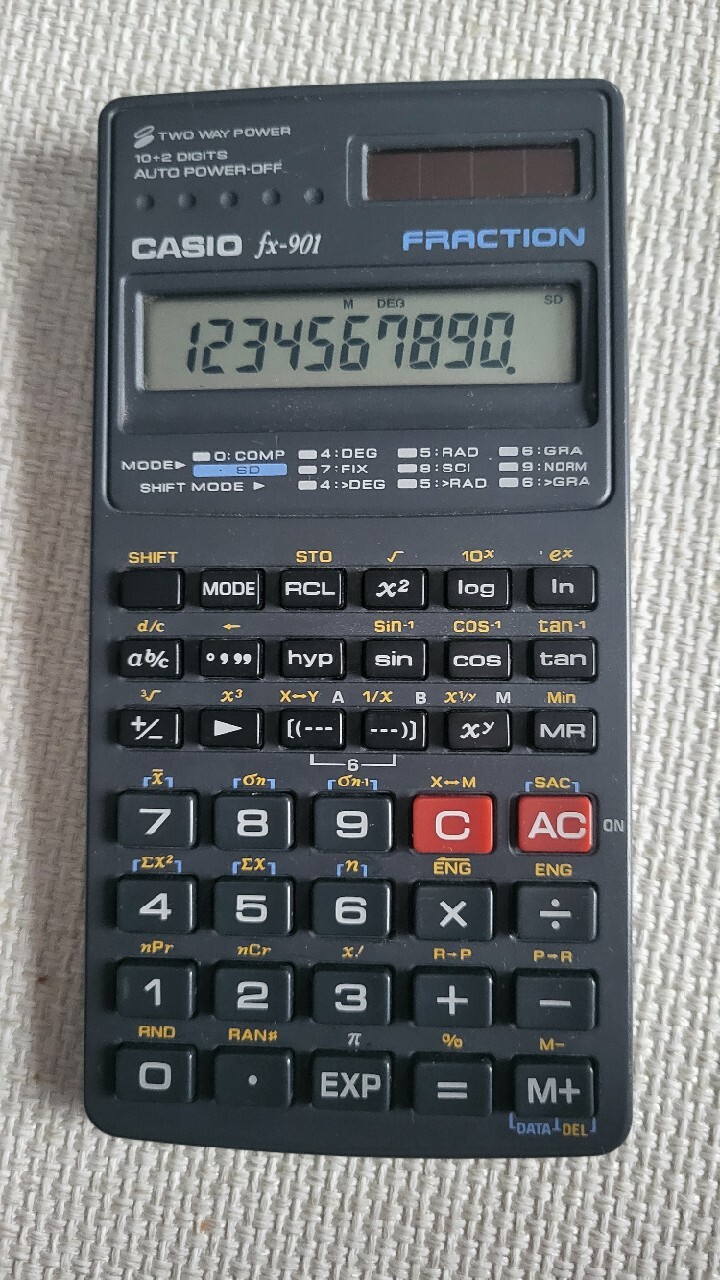 TWO WAY POWER
10+2 DIGITS
AUTO POWER-OFF
CASIO fx-901 FRACTION
M DEG SD
1234567890.
MODE▶ 0:COMP 4:DEG 5:RAD 6:GRA
· SD 7:FIX 8:SCI 9:NORM
SHIFT MODE ▶ 4:>DEG 5:>RAD 6:>GRA
SHIFT STO √ 10ˣ eˣ
MODE RCL x² log ln
d/c ← sin⁻¹ cos⁻¹ tan⁻¹
ab/c °,,, hyp sin cos tan
³√ x³ X↔Y A 1/x B x¹/ʸ M Min
+/− ▶ [(--- ---)] xʸ MR
6
x̄ σn σn-1 X↔M SAC
7 8 9 C AC ON
Σx² Σx n ←ENG ENG
4 5 6 × ÷
nPr nCr x! R→P P→R
1 2 3 + −
RND RAN# π % M−
0 · EXP = M+
DATA DEL